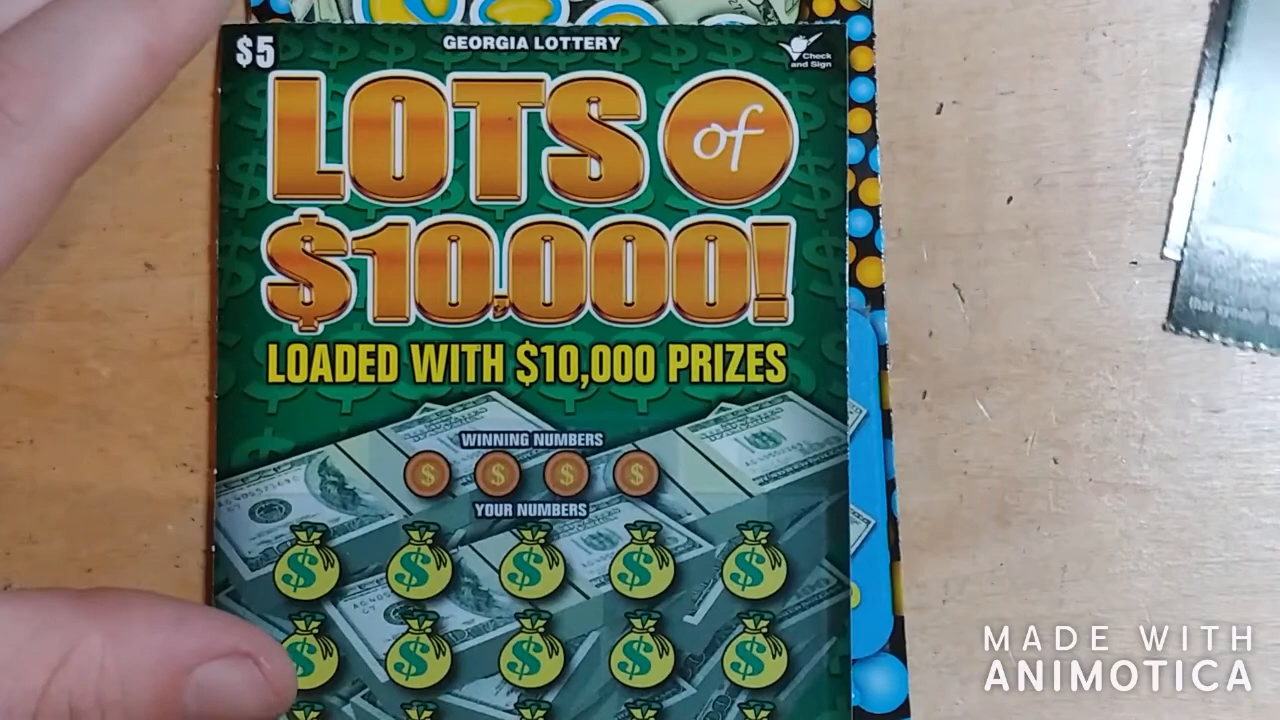 $5
GEORGIA LOTTERY
Check
and Sign
LOTS of
$10,000!
LOADED WITH $10,000 PRIZES
WINNING NUMBERS
YOUR NUMBERS
MADE WITH
ANIMOTICA